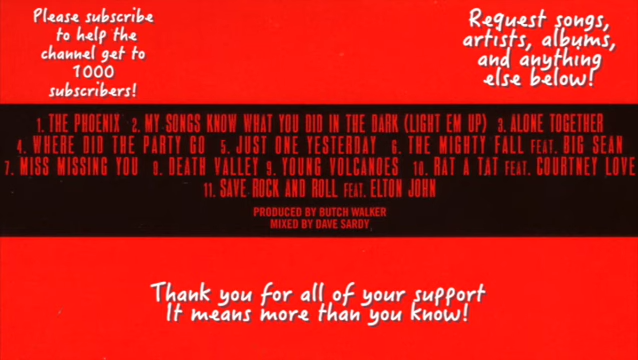 Please subscribe
to help the
channel get to
1000
subscribers!
Request songs,
artists, albums,
and anything
else below!
1. THE PHOENIX 2. MY SONGS KNOW WHAT YOU DID IN THE DARK (LIGHT EM UP) 3. ALONE TOGETHER
4. WHERE DID THE PARTY GO 5. JUST ONE YESTERDAY 6. THE MIGHTY FALL FEAT. BIG SEAN
7. MISS MISSING YOU 8. DEATH VALLEY 9. YOUNG VOLCANOES 10. RAT A TAT FEAT. COURTNEY LOVE
11. SAVE ROCK AND ROLL FEAT. ELTON JOHN
PRODUCED BY BUTCH WALKER
MIXED BY DAVE SARDY
Thank you for all of your support
It means more than you know!